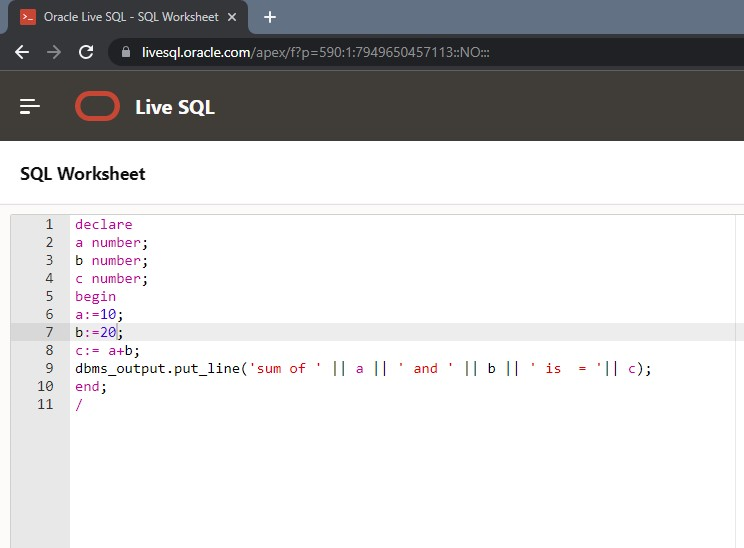 Oracle Live SQL - SQL Worksheet
livesql.oracle.com/apex/f?p=590:1:7949650457113::NO:::
Live SQL
SQL Worksheet
1 declare
2 a number;
3 b number;
4 c number;
5 begin
6 a:=10;
7 b:=20;
8 c:= a+b;
9 dbms_output.put_line('sum of ' || a || ' and ' || b || ' is  = '|| c);
10 end;
11 /